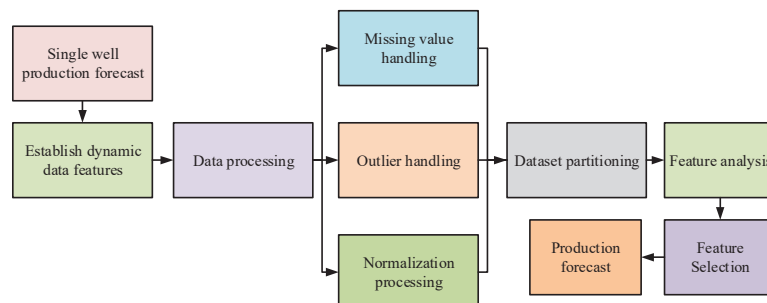 Single well
production forecast
Establish dynamic
data features
Data processing
Missing value
handling
Outlier handling
Normalization
processing
Dataset partitioning
Feature analysis
Feature
Selection
Production
forecast